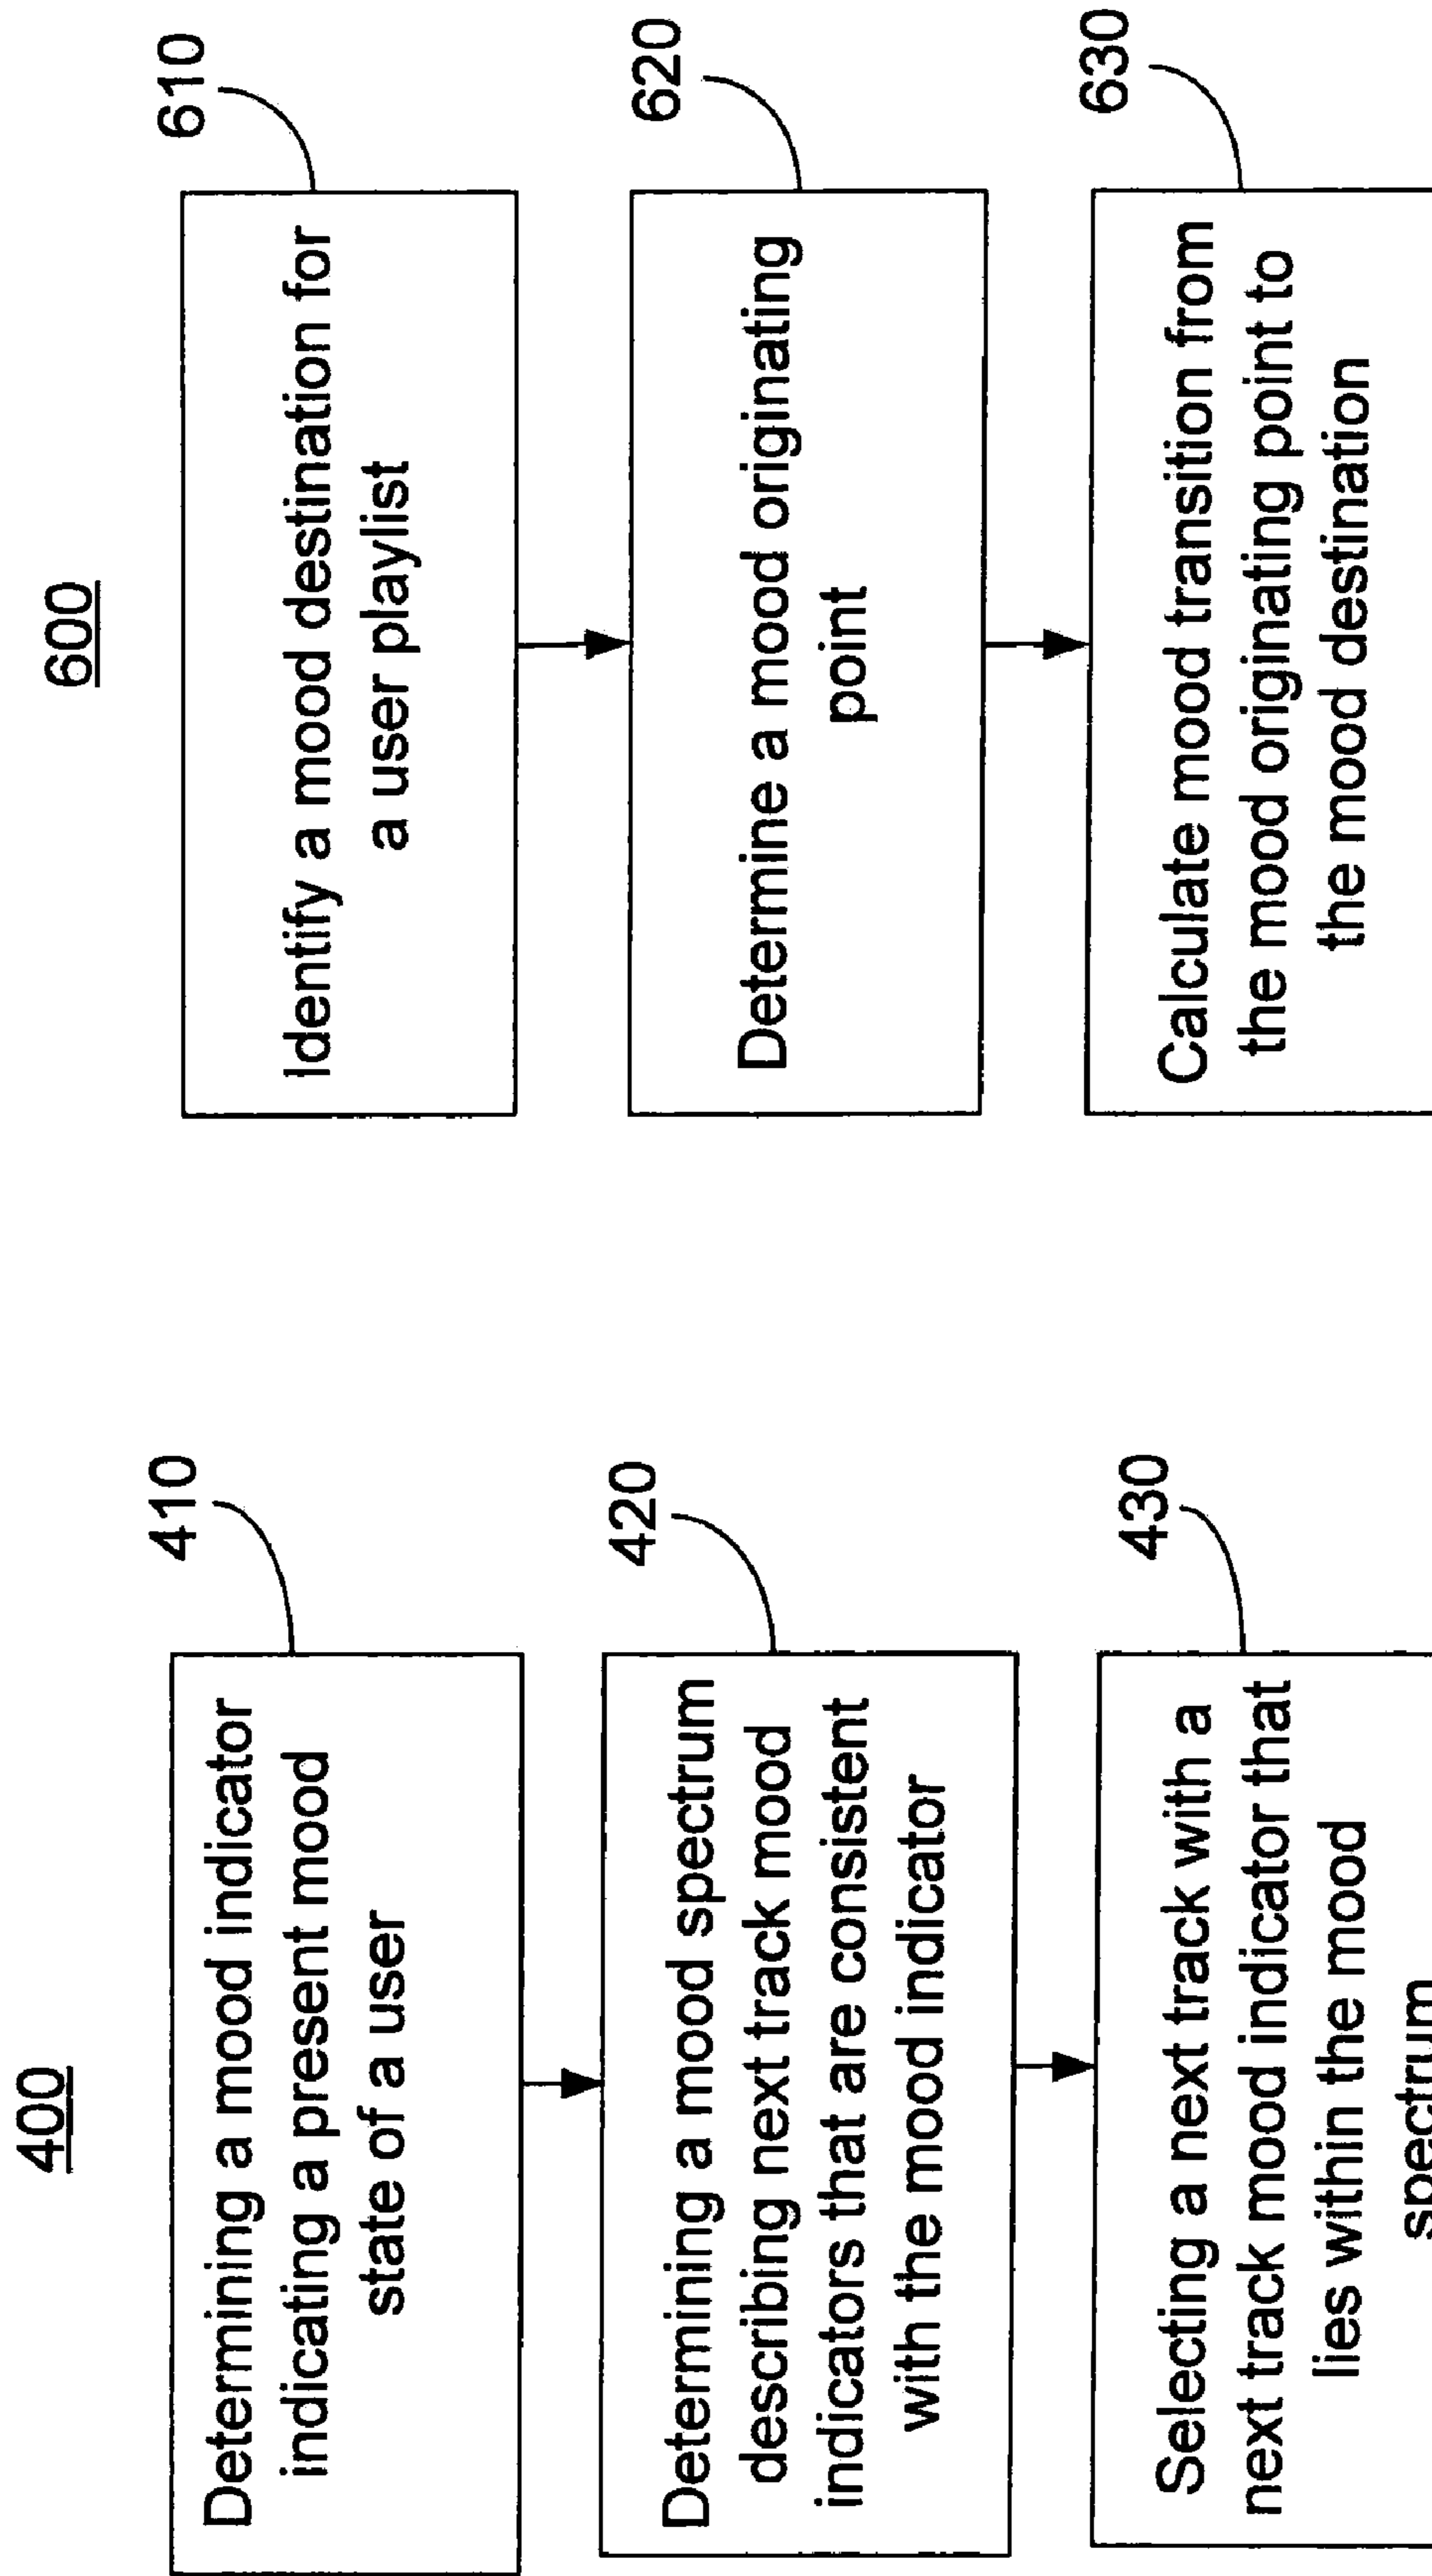 400
410
Determining a mood indicator
indicating a present mood
state of a user
420
Determining a mood spectrum
describing next track mood
indicators that are consistent
with the mood indicator
430
Selecting a next track with a
next track mood indicator that
lies within the mood
spectrum
600
610
Identify a mood destination for
a user playlist
620
Determine a mood originating
point
630
Calculate mood transition from
the mood originating point to
the mood destination